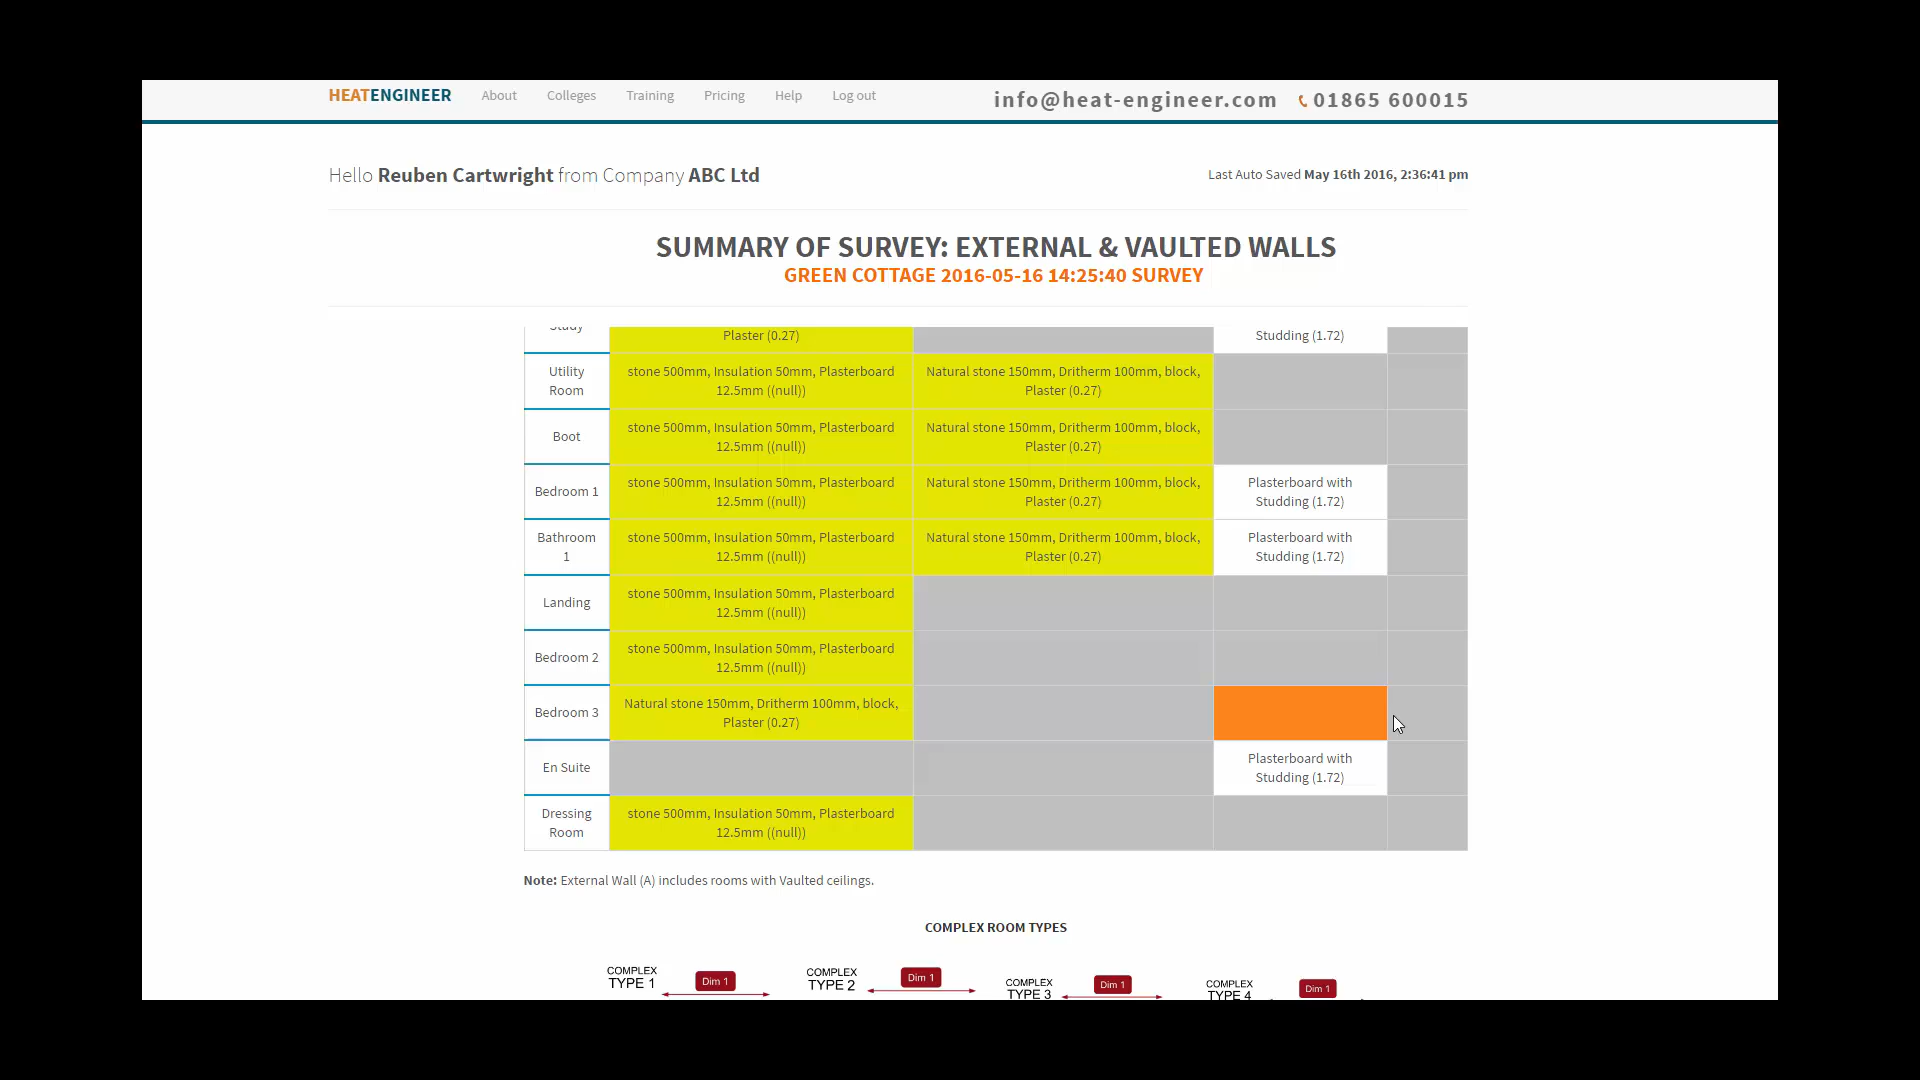 HEATENGINEER About Colleges Training Pricing Help Log out info@heat-engineer.com 01865 600015
Hello Reuben Cartwright from Company ABC Ltd Last Auto Saved May 16th 2016, 2:36:41 pm
SUMMARY OF SURVEY: EXTERNAL & VAULTED WALLS
GREEN COTTAGE 2016-05-16 14:25:40 SURVEY
Study Plaster (0.27) Studding (1.72)
Utility stone 500mm, Insulation 50mm, Plasterboard Natural stone 150mm, Dritherm 100mm, block,
Room 12.5mm ((null)) Plaster (0.27)
Boot stone 500mm, Insulation 50mm, Plasterboard Natural stone 150mm, Dritherm 100mm, block,
12.5mm ((null)) Plaster (0.27)
Bedroom 1 stone 500mm, Insulation 50mm, Plasterboard Natural stone 150mm, Dritherm 100mm, block, Plasterboard with
12.5mm ((null)) Plaster (0.27) Studding (1.72)
Bathroom stone 500mm, Insulation 50mm, Plasterboard Natural stone 150mm, Dritherm 100mm, block, Plasterboard with
1 12.5mm ((null)) Plaster (0.27) Studding (1.72)
Landing stone 500mm, Insulation 50mm, Plasterboard
12.5mm ((null))
Bedroom 2 stone 500mm, Insulation 50mm, Plasterboard
12.5mm ((null))
Bedroom 3 Natural stone 150mm, Dritherm 100mm, block,
Plaster (0.27)
En Suite Plasterboard with
Studding (1.72)
Dressing stone 500mm, Insulation 50mm, Plasterboard
Room 12.5mm ((null))
Note: External Wall (A) includes rooms with Vaulted ceilings.
COMPLEX ROOM TYPES
COMPLEX COMPLEX COMPLEX COMPLEX
TYPE 1 Dim 1 TYPE 2 Dim 1 TYPE 3 Dim 1 TYPE 4 Dim 1